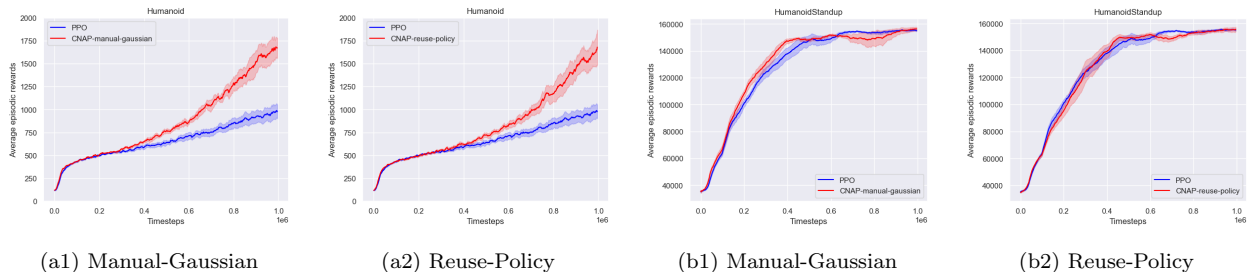 Humanoid
2000
1750
1500
1250
1000
750
500
250
0
Average episodic rewards
PPO
CNAP-manual-gaussian
0.0 0.2 0.4 0.6 0.8 1.0
1e6
Timesteps
(a1) Manual-Gaussian
Humanoid
2000
1750
1500
1250
1000
750
500
250
0
Average episodic rewards
PPO
CNAP-reuse-policy
0.0 0.2 0.4 0.6 0.8 1.0
1e6
Timesteps
(a2) Reuse-Policy
HumanoidStandup
160000
140000
120000
100000
80000
60000
40000
Average episodic rewards
PPO
CNAP-manual-gaussian
0.0 0.2 0.4 0.6 0.8 1.0
1e6
Timesteps
(b1) Manual-Gaussian
HumanoidStandup
160000
140000
120000
100000
80000
60000
40000
Average episodic rewards
PPO
CNAP-reuse-policy
0.0 0.2 0.4 0.6 0.8 1.0
1e6
Timesteps
(b2) Reuse-Policy